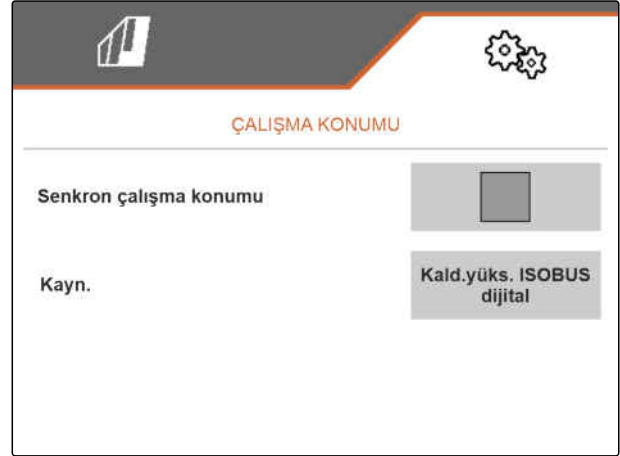 ÇALIŞMA KONUMU
Senkron çalışma konumu
Kayn.
Kald.yüks. ISOBUS
dijital